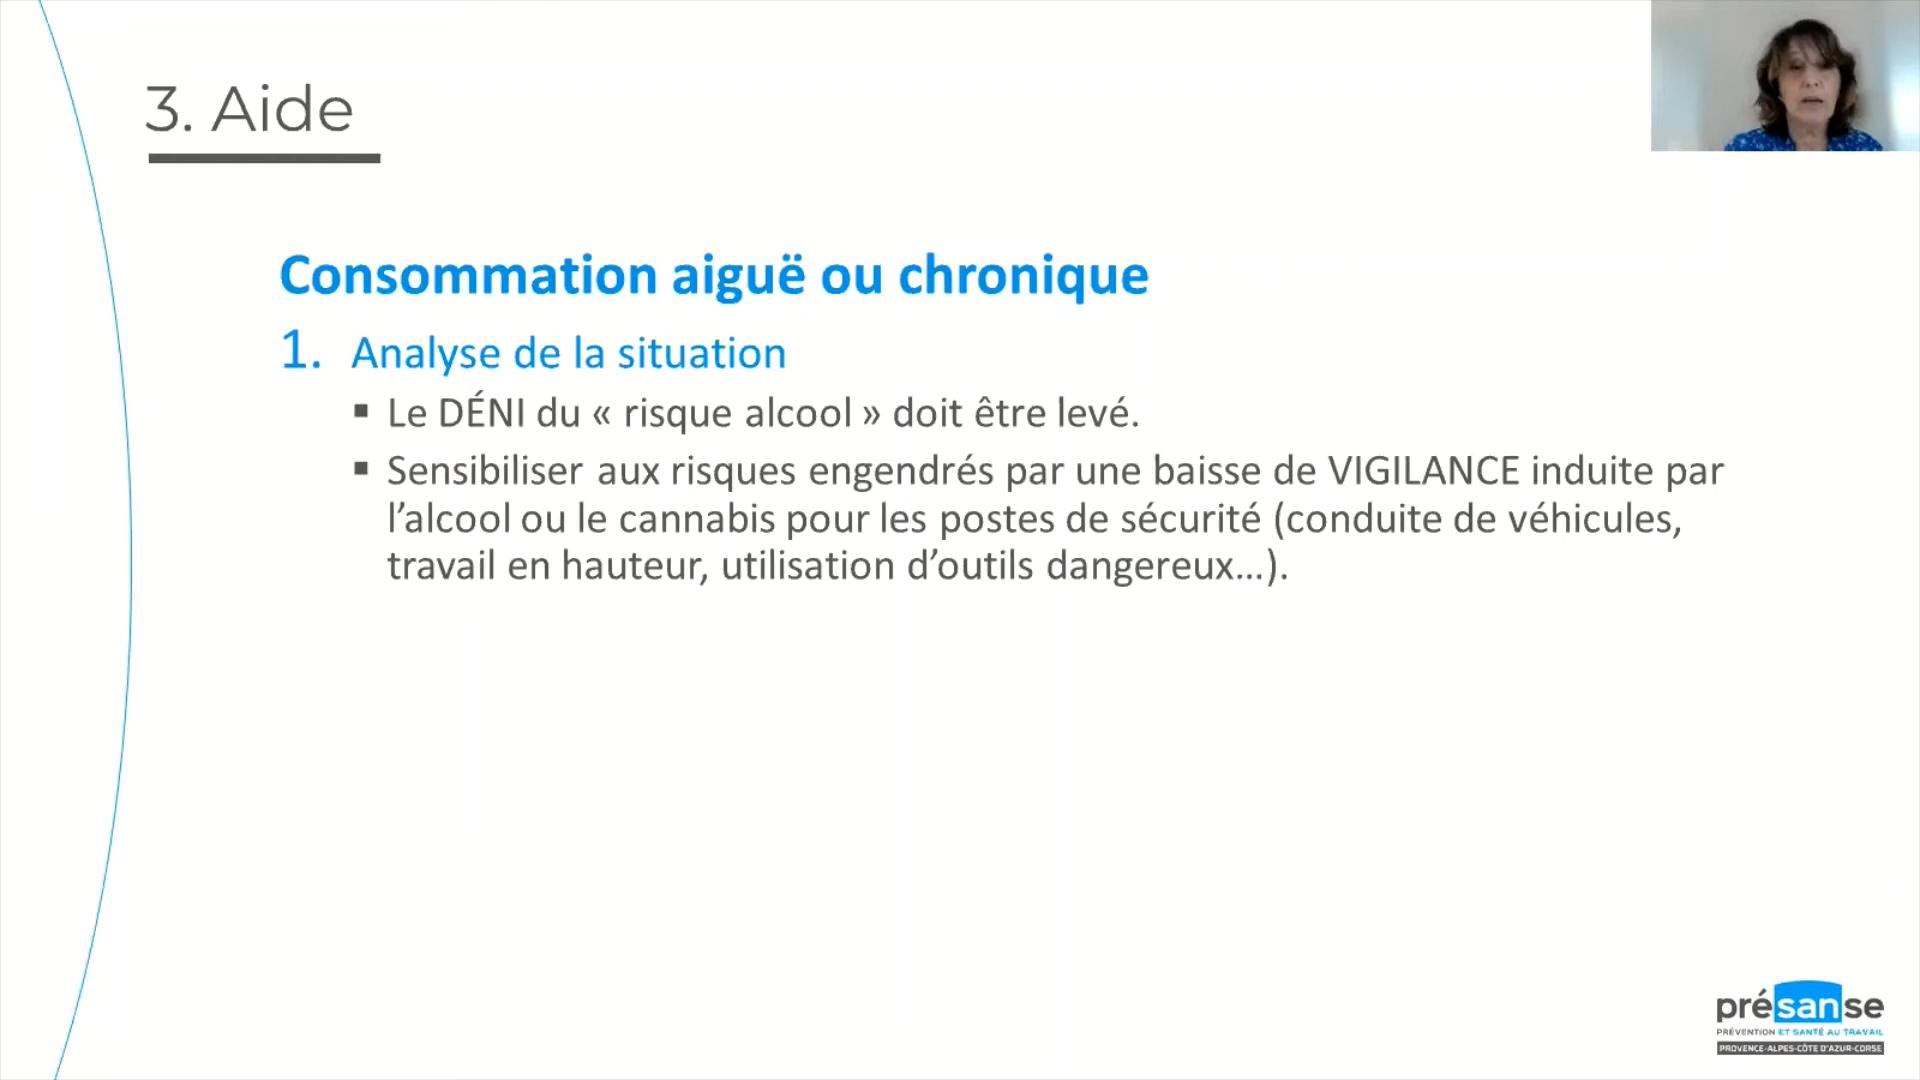 3. Aide
Consommation aiguë ou chronique
1. Analyse de la situation
▪ Le DÉNI du « risque alcool » doit être levé.
▪ Sensibiliser aux risques engendrés par une baisse de VIGILANCE induite par
l’alcool ou le cannabis pour les postes de sécurité (conduite de véhicules,
travail en hauteur, utilisation d’outils dangereux…).
présanse
PRÉVENTION ET SANTÉ AU TRAVAIL
PROVENCE-ALPES-CÔTE D'AZUR-CORSE